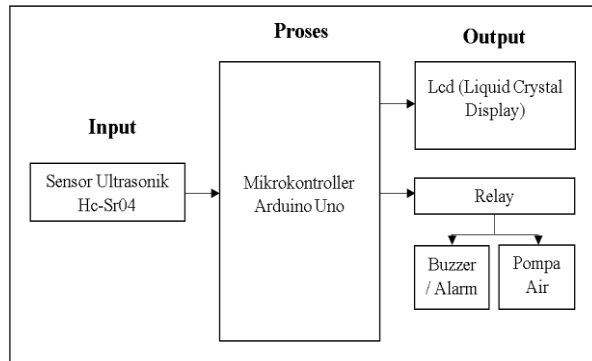 Proses
Output
Input
Sensor Ultrasonik
Hc-Sr04
Mikrokontroller
Arduino Uno
Lcd (Liquid Crystal
Display)
Relay
Buzzer
/ Alarm
Pompa
Air